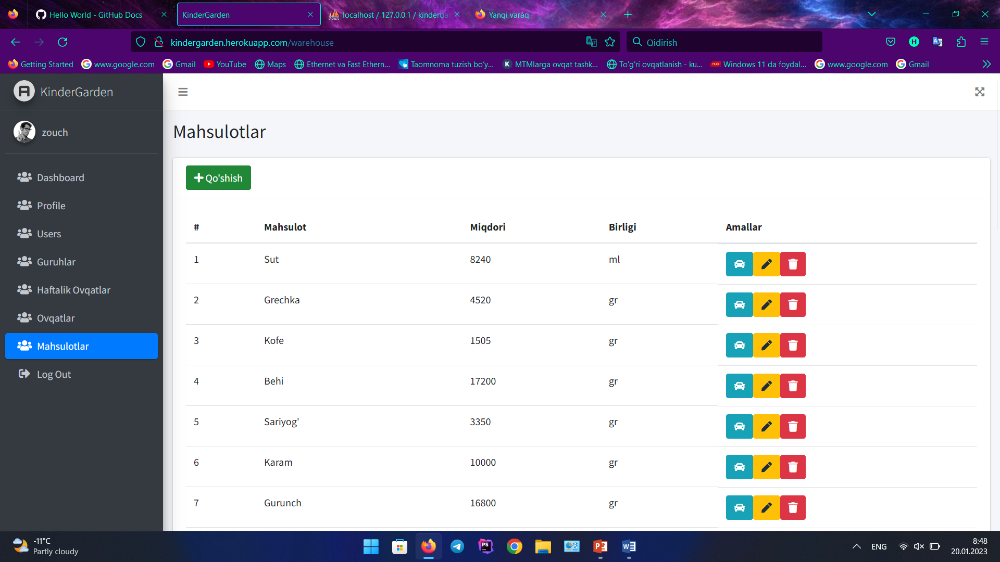 Hello World - GitHub Docs
KinderGarden
localhost / 127.0.0.1 / kinderga
Yangi varaq
kindergarden.herokuapp.com/warehouse
Qidirish
H
Getting Started
www.google.com
Gmail
YouTube
Maps
Ethernet va Fast Ethern...
Taomnoma tuzish bo'y...
MTMlarga ovqat tashk...
To'g'ri ovqatlanish - ku...
Windows 11 da foydal...
www.google.com
Gmail
KinderGarden
zouch
Dashboard
Profile
Users
Guruhlar
Haftalik Ovqatlar
Ovqatlar
Mahsulotlar
Log Out
Mahsulotlar
Qo'shish
# Mahsulot Miqdori Birligi Amallar
1 Sut 8240 ml
2 Grechka 4520 gr
3 Kofe 1505 gr
4 Behi 17200 gr
5 Sariyog' 3350 gr
6 Karam 10000 gr
7 Gurunch 16800 gr
-11°C
Partly cloudy
ENG
8:48
20.01.2023